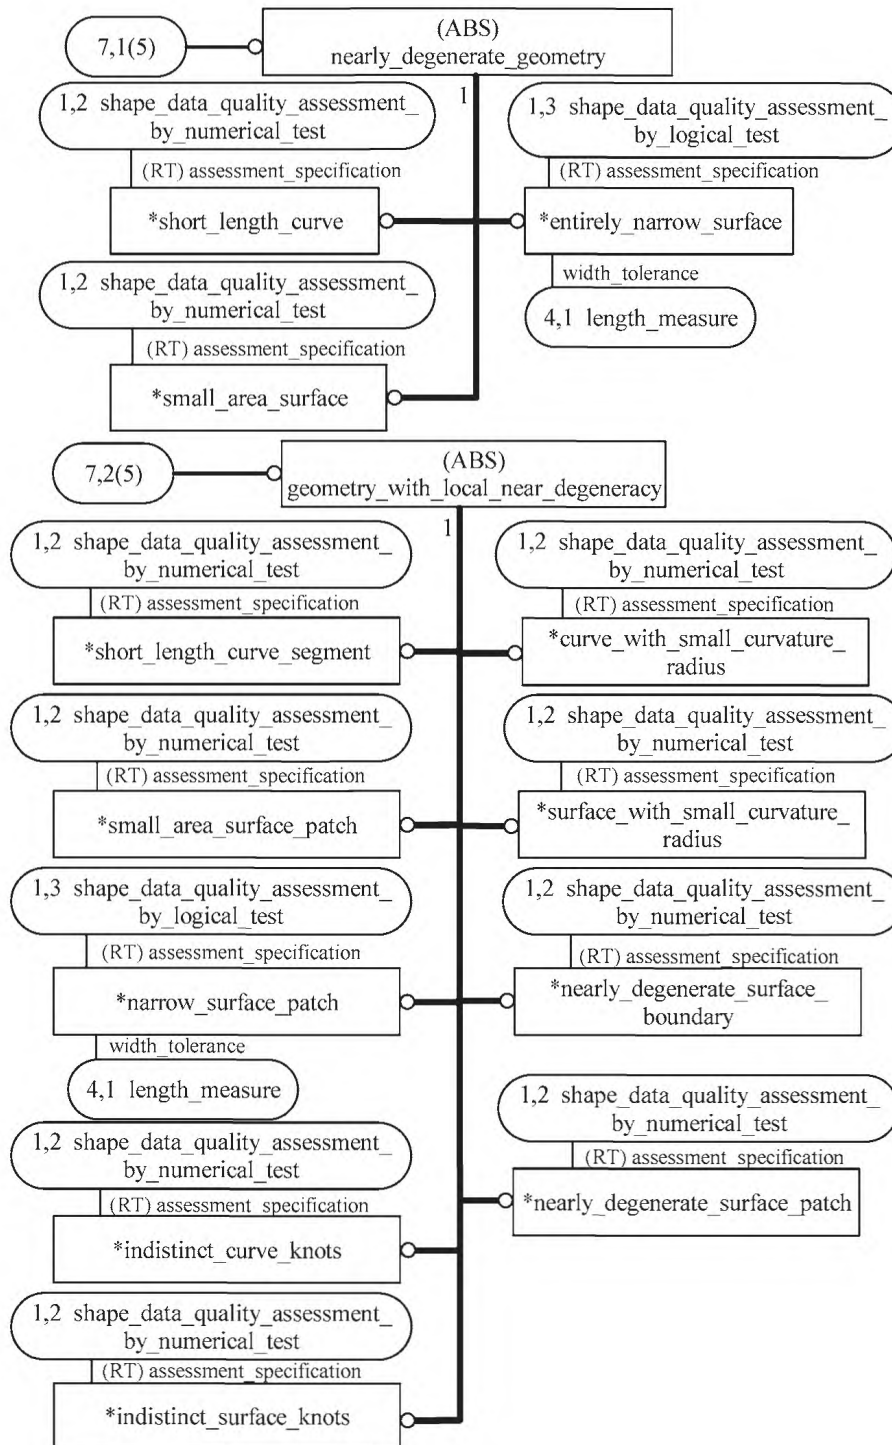 7,1(5)
(ABS)
nearly_degenerate_geometry
1
1,2 shape_data_quality_assessment_
by_numerical_test
(RT) assessment_specification
*short_length_curve
1,3 shape_data_quality_assessment_
by_logical_test
(RT) assessment_specification
*entirely_narrow_surface
width_tolerance
4,1 length_measure
1,2 shape_data_quality_assessment_
by_numerical_test
(RT) assessment_specification
*small_area_surface
7,2(5)
(ABS)
geometry_with_local_near_degeneracy
1
1,2 shape_data_quality_assessment_
by_numerical_test
(RT) assessment_specification
*short_length_curve_segment
1,2 shape_data_quality_assessment_
by_numerical_test
(RT) assessment_specification
*curve_with_small_curvature_
radius
1,2 shape_data_quality_assessment_
by_numerical_test
(RT) assessment_specification
*small_area_surface_patch
1,2 shape_data_quality_assessment_
by_numerical_test
(RT) assessment_specification
*surface_with_small_curvature_
radius
1,3 shape_data_quality_assessment_
by_logical_test
(RT) assessment_specification
*narrow_surface_patch
width_tolerance
4,1 length_measure
1,2 shape_data_quality_assessment_
by_numerical_test
(RT) assessment_specification
*nearly_degenerate_surface_
boundary
1,2 shape_data_quality_assessment_
by_numerical_test
(RT) assessment_specification
*nearly_degenerate_surface_patch
1,2 shape_data_quality_assessment_
by_numerical_test
(RT) assessment_specification
*indistinct_curve_knots
1,2 shape_data_quality_assessment_
by_numerical_test
(RT) assessment_specification
*indistinct_surface_knots